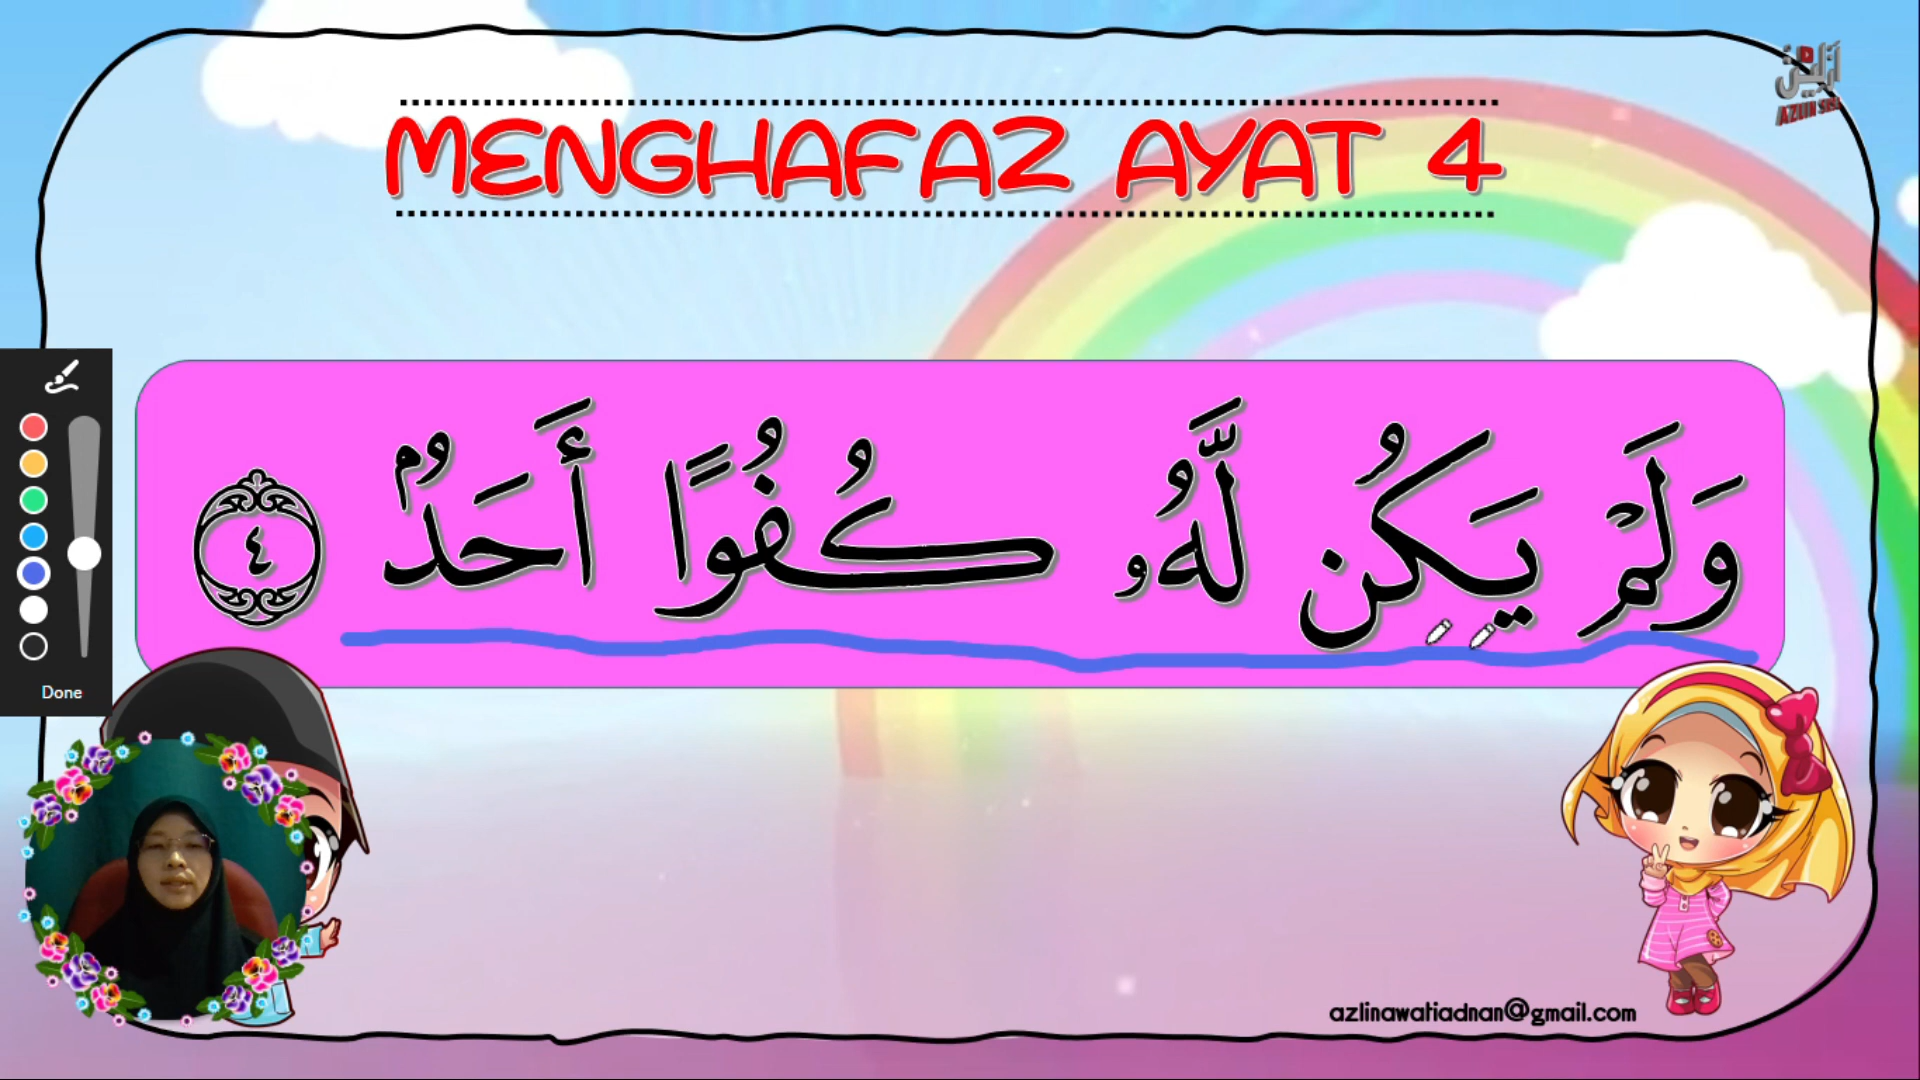 MENGHAFAZ AYAT 4
وَلَمْ يَكُن لَّهُۥ كُفُوًا أَحَدٌۢ ٤
Done
azlinawatiadnan@gmail.com